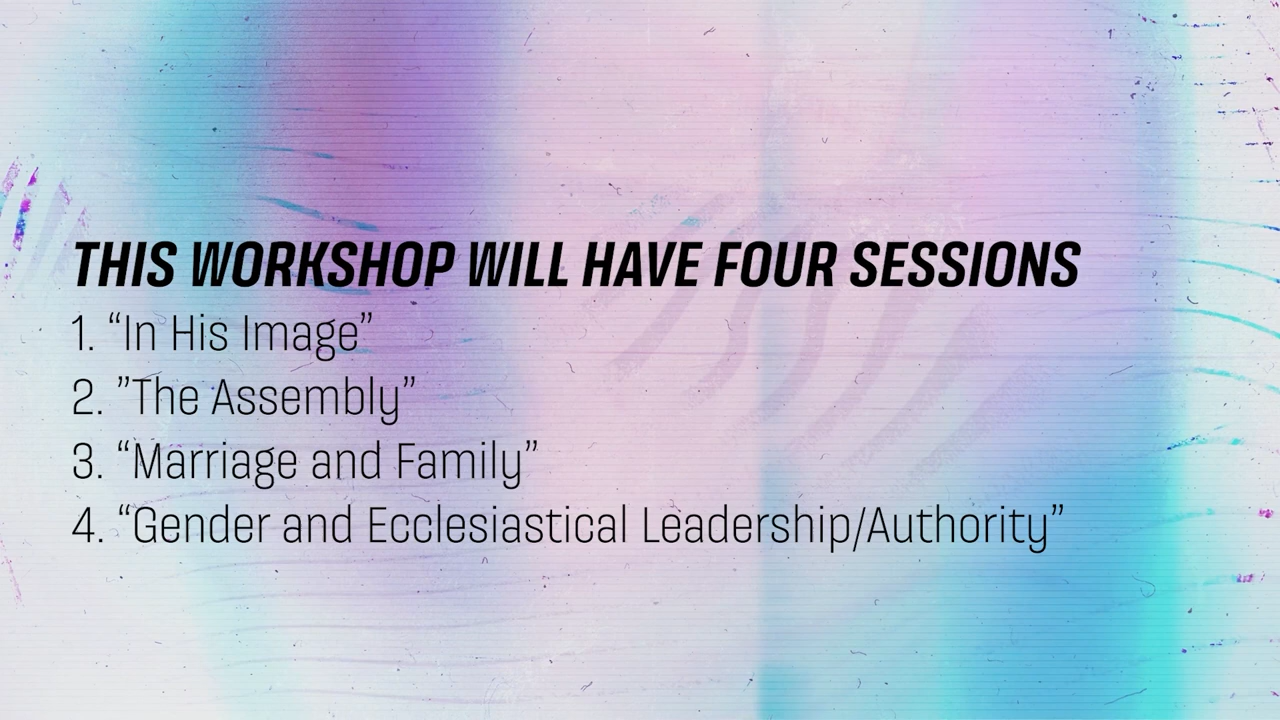 THIS WORKSHOP WILL HAVE FOUR SESSIONS
1. “In His Image”
2. ”The Assembly”
3. “Marriage and Family”
4. “Gender and Ecclesiastical Leadership/Authority”